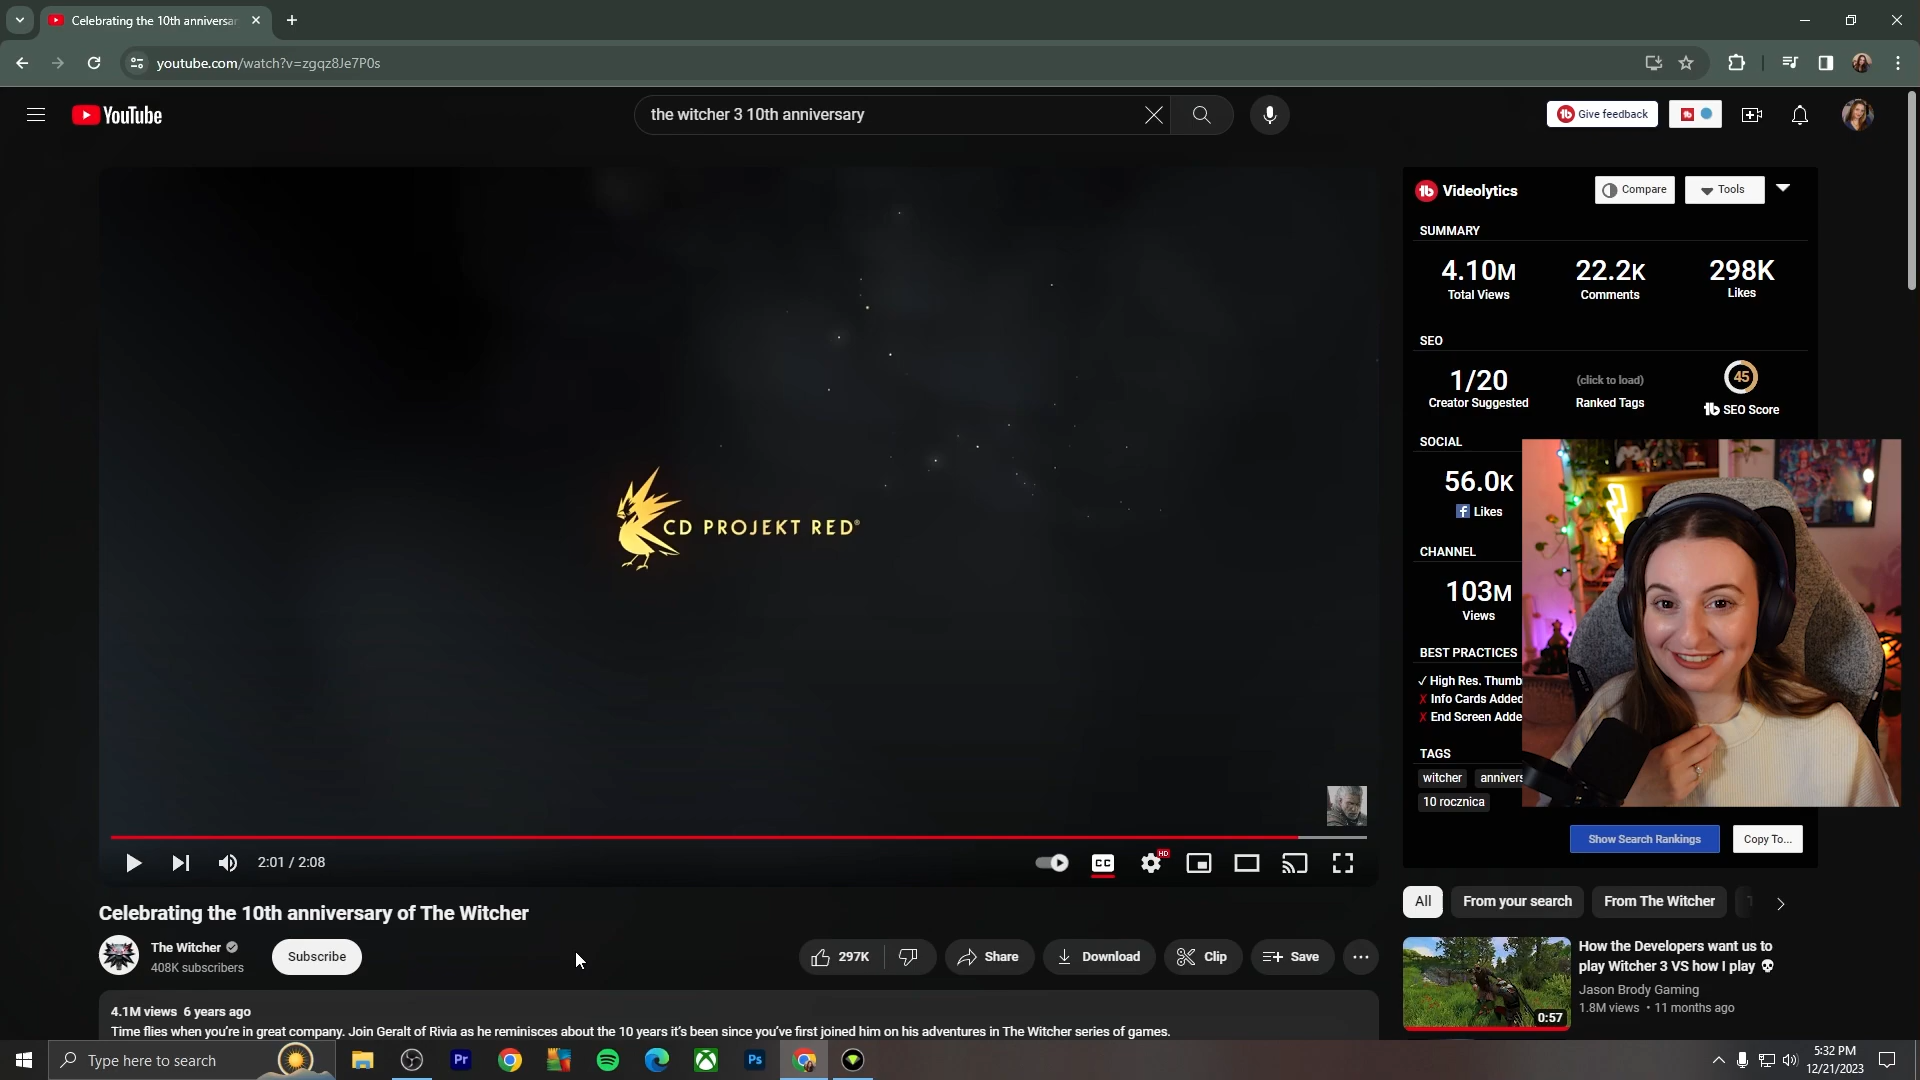 Celebrating the 10th anniversar
youtube.com/watch?v=zgqz8Je7P0s
YouTube
the witcher 3 10th anniversary
Give feedback
CD PROJEKT RED®
2:01 / 2:08
CC
HD
Celebrating the 10th anniversary of The Witcher
The Witcher
408K subscribers
Subscribe
297K
Share
Download
Clip
Save
4.1M views 6 years ago
Time flies when you're in great company. Join Geralt of Rivia as he reminisces about the 10 years it's been since you've first joined him on his adventures in The Witcher series of games.
Videolytics
Compare
Tools
SUMMARY
4.10M
Total Views
22.2K
Comments
298K
Likes
SEO
1/20
Creator Suggested
(click to load)
Ranked Tags
45
SEO Score
SOCIAL
56.0K
Likes
CHANNEL
103M
Views
BEST PRACTICES
✓ High Res. Thumb
✗ Info Cards Added
✗ End Screen Adde
TAGS
witcher
annivers
10 rocznica
Show Search Rankings
Copy To...
All
From your search
From The Witcher
0:57
How the Developers want us to
play Witcher 3 VS how I play 💀
Jason Brody Gaming
1.8M views • 11 months ago
Type here to search
Pr
Ps
5:32 PM
12/21/2023